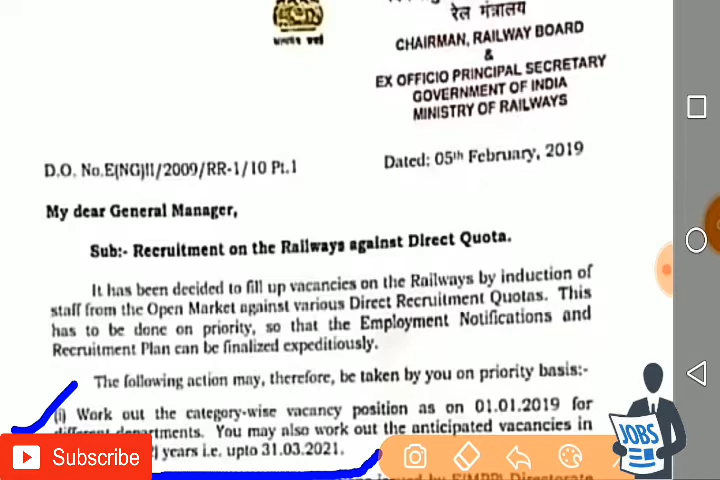 रेल मंत्रालय
CHAIRMAN, RAILWAY BOARD
&
EX OFFICIO PRINCIPAL SECRETARY
GOVERNMENT OF INDIA
MINISTRY OF RAILWAYS
D.O. No.E(NG)II/2009/RR-1/10 Pt.1
Dated: 05th February, 2019
My dear General Manager,
Sub:- Recruitment on the Railways against Direct Quota.
It has been decided to fill up vacancies on the Railways by induction of
staff from the Open Market against various Direct Recruitment Quotas. This
has to be done on priority, so that the Employment Notifications and
Recruitment Plan can be finalized expeditiously.
The following action may, therefore, be taken by you on priority basis:-
(i) Work out the category-wise vacancy position as on 01.01.2019 for
different departments. You may also work out the anticipated vacancies in
years i.e. upto 31.03.2021.
Subscribe
JOBS